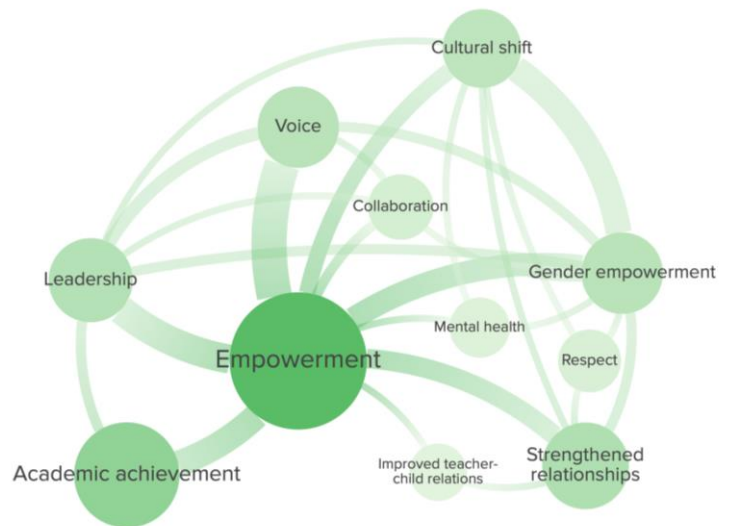 Cultural shift
Voice
Collaboration
Leadership
Gender empowerment
Mental health
Empowerment
Respect
Academic achievement
Improved teacher-
child relations
Strengthened
relationships